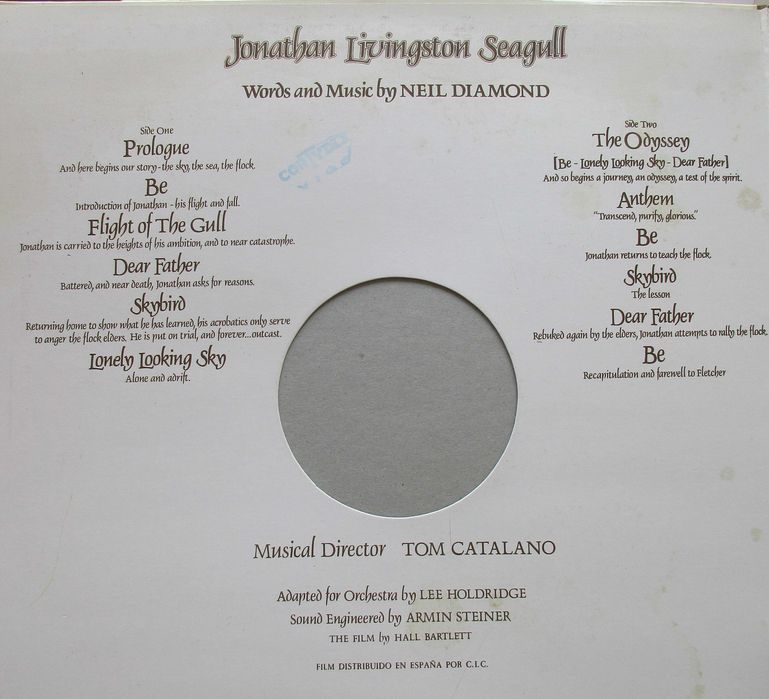 Jonathan Livingston Seagull
Words and Music by NEIL DIAMOND
Side One
Prologue
And here begins our story - the sky, the sea, the flock.
Be
Introduction of Jonathan - his flight and fall.
Flight of The Gull
Jonathan is carried to the heights of his ambition, and to near catastrophe.
Dear Father
Battered, and near death, Jonathan asks for reasons.
Skybird
Returning home to show what he has learned, his acrobatics only serve
to anger the flock elders. He is put on trial, and forever...outcast.
Lonely Looking Sky
Alone and adrift.
Side Two
The Odyssey
[Be - Lonely Looking Sky - Dear Father]
And so begins a journey, an odyssey, a test of the spirit.
Anthem
"Transcend, purify, glorious."
Be
Jonathan returns to teach the flock.
Skybird
The lesson
Dear Father
Rebuked again by the elders, Jonathan attempts to rally the flock.
Be
Recapitulation and farewell to Fletcher
Musical Director TOM CATALANO
Adapted for Orchestra by LEE HOLDRIDGE
Sound Engineered by ARMIN STEINER
THE FILM by HALL BARTLETT
FILM DISTRIBUIDO EN ESPAÑA POR C.I.C.